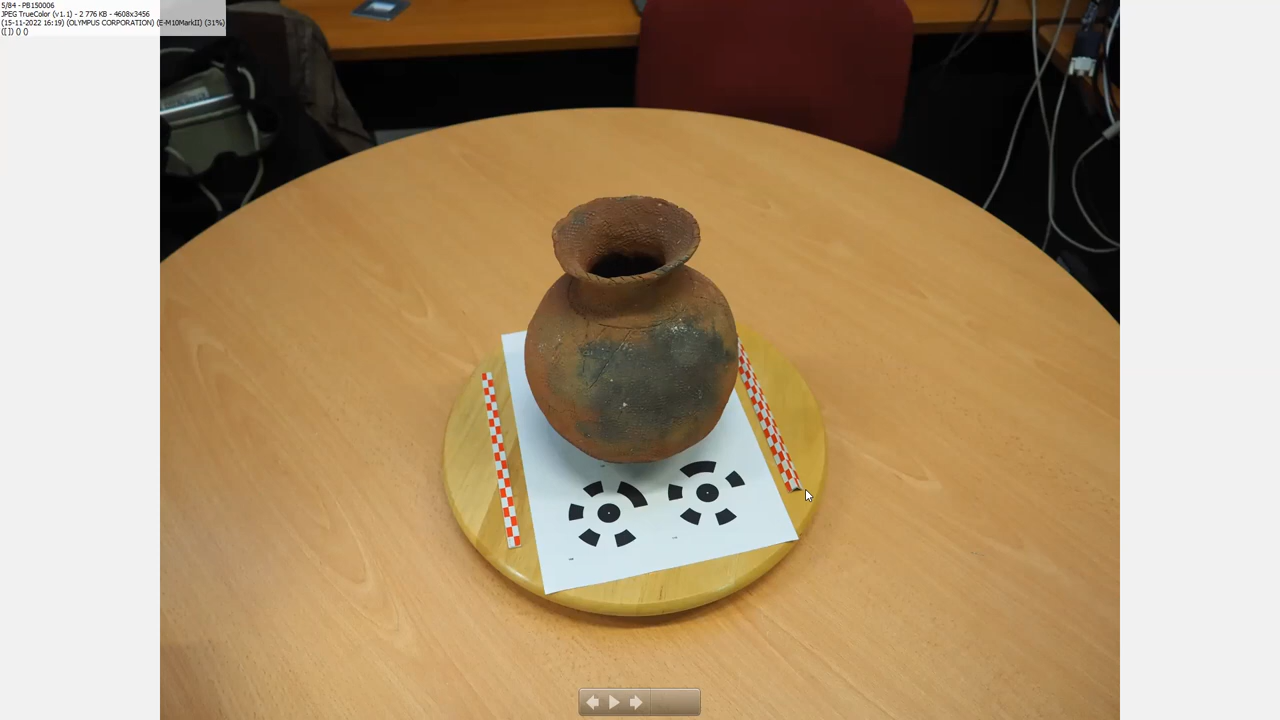 5/84 - PB150006
JPEG TrueColor (v1.1) - 2 776 KB - 4608x3456
(15-11-2022 16:19) (OLYMPUS CORPORATION) (E-M10MarkII) (31%)
([ ]) () ()